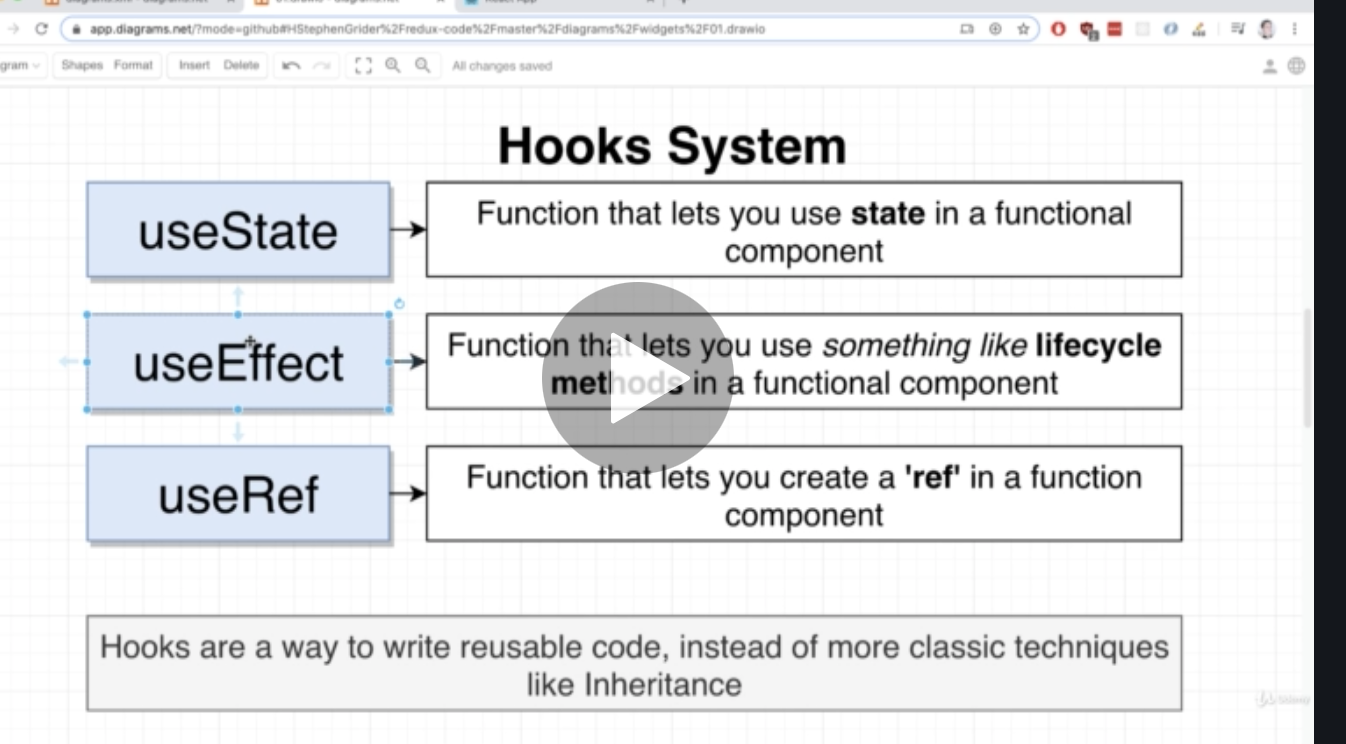 app.diagrams.net/?mode=github#HStephenGrider%2Fredux-code%2Fmaster%2Fdiagrams%2Fwidgets%2F01.drawio
gram Shapes Format Insert Delete All changes saved
Hooks System
useState
Function that lets you use state in a functional
component
useEffect
Function that lets you use something like lifecycle
methods in a functional component
useRef
Function that lets you create a 'ref' in a function
component
Hooks are a way to write reusable code, instead of more classic techniques
like Inheritance